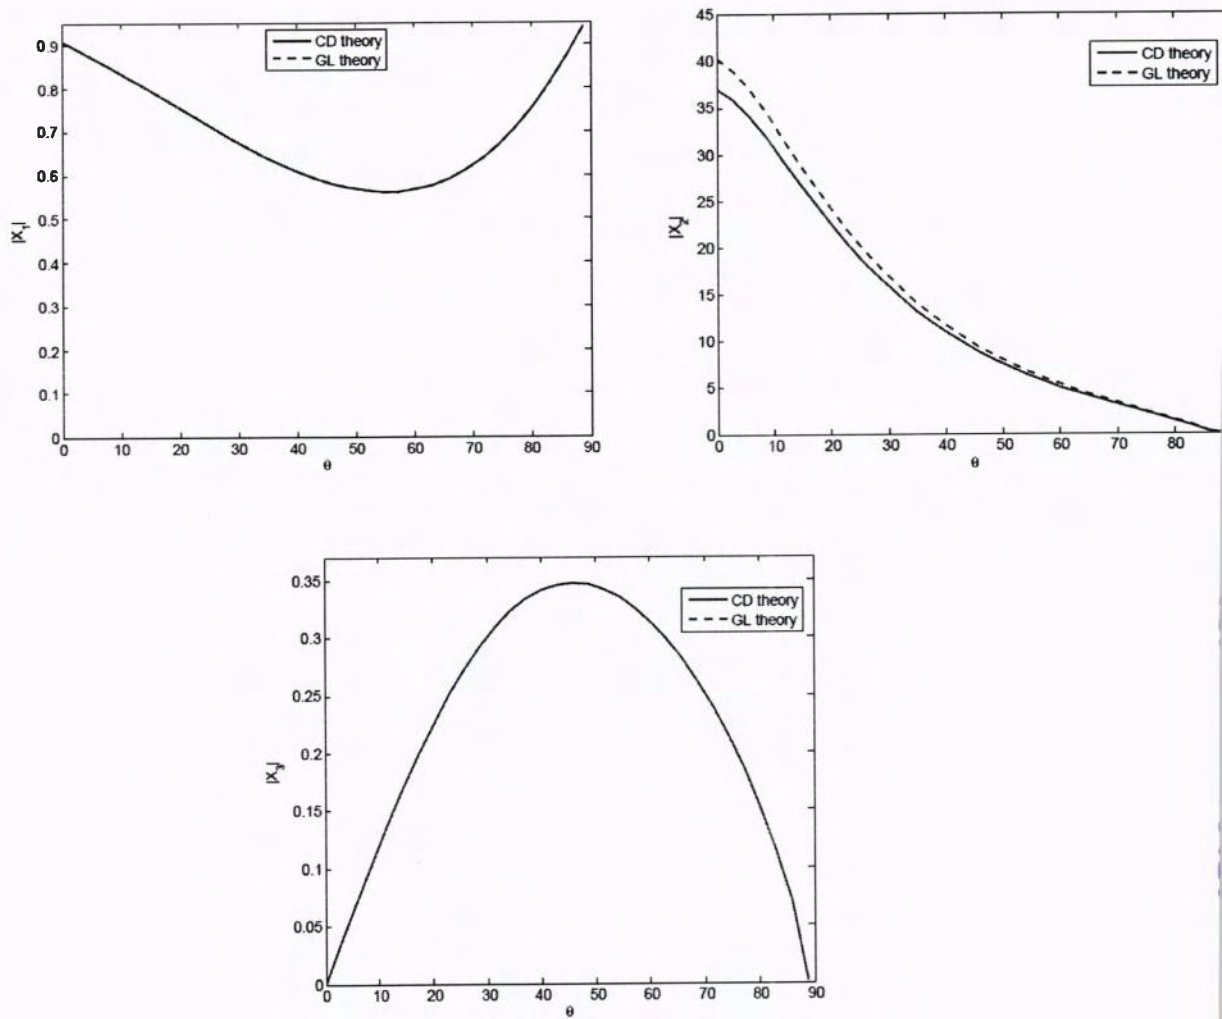 CD theory
GL theory
0.9
0.8
0.7
0.6
0.5
0.4
0.3
0.2
0.1
0
|X₁|
0 10 20 30 40 50 60 70 80 90
θ
CD theory
GL theory
45
40
35
30
25
20
15
10
5
0
|X₂|
0 10 20 30 40 50 60 70 80
θ
CD theory
GL theory
0.35
0.3
0.25
0.2
0.15
0.1
0.05
0
|X₃|
0 10 20 30 40 50 60 70 80 90
θ